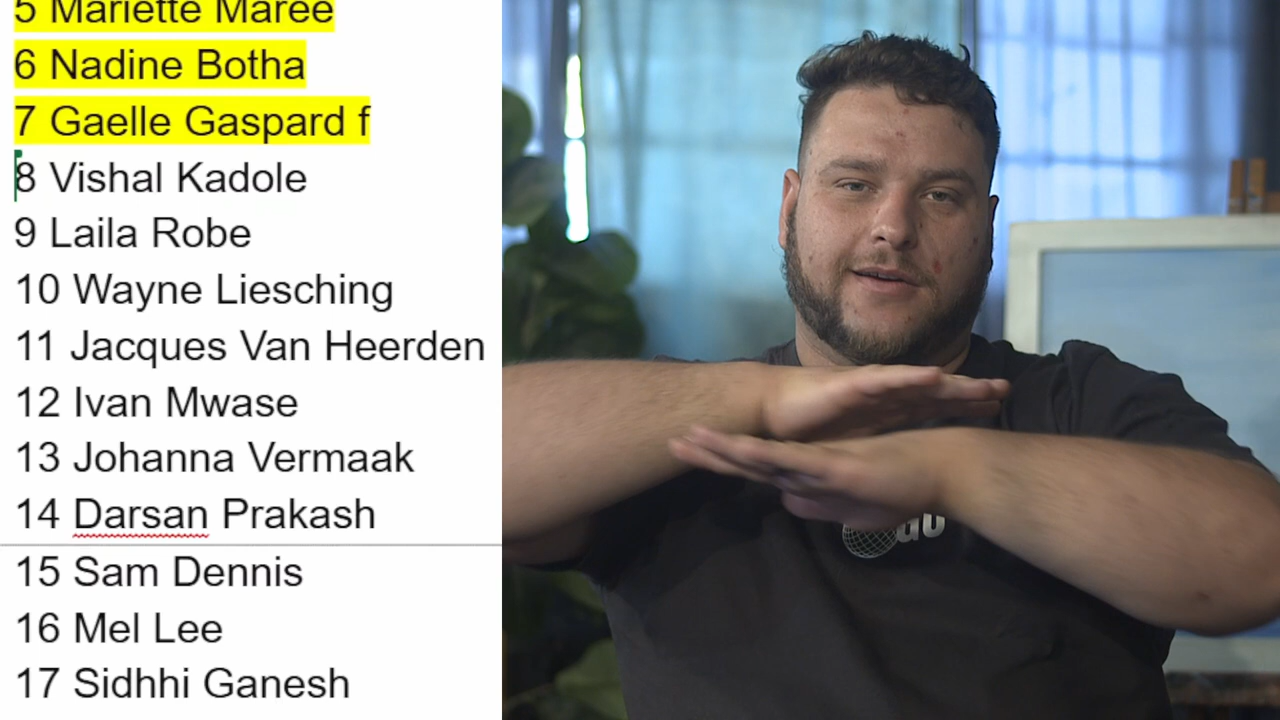 5 Mariette Maree
6 Nadine Botha
7 Gaelle Gaspard f
8 Vishal Kadole
9 Laila Robe
10 Wayne Liesching
11 Jacques Van Heerden
12 Ivan Mwase
13 Johanna Vermaak
14 Darsan Prakash
15 Sam Dennis
16 Mel Lee
17 Sidhhi Ganesh